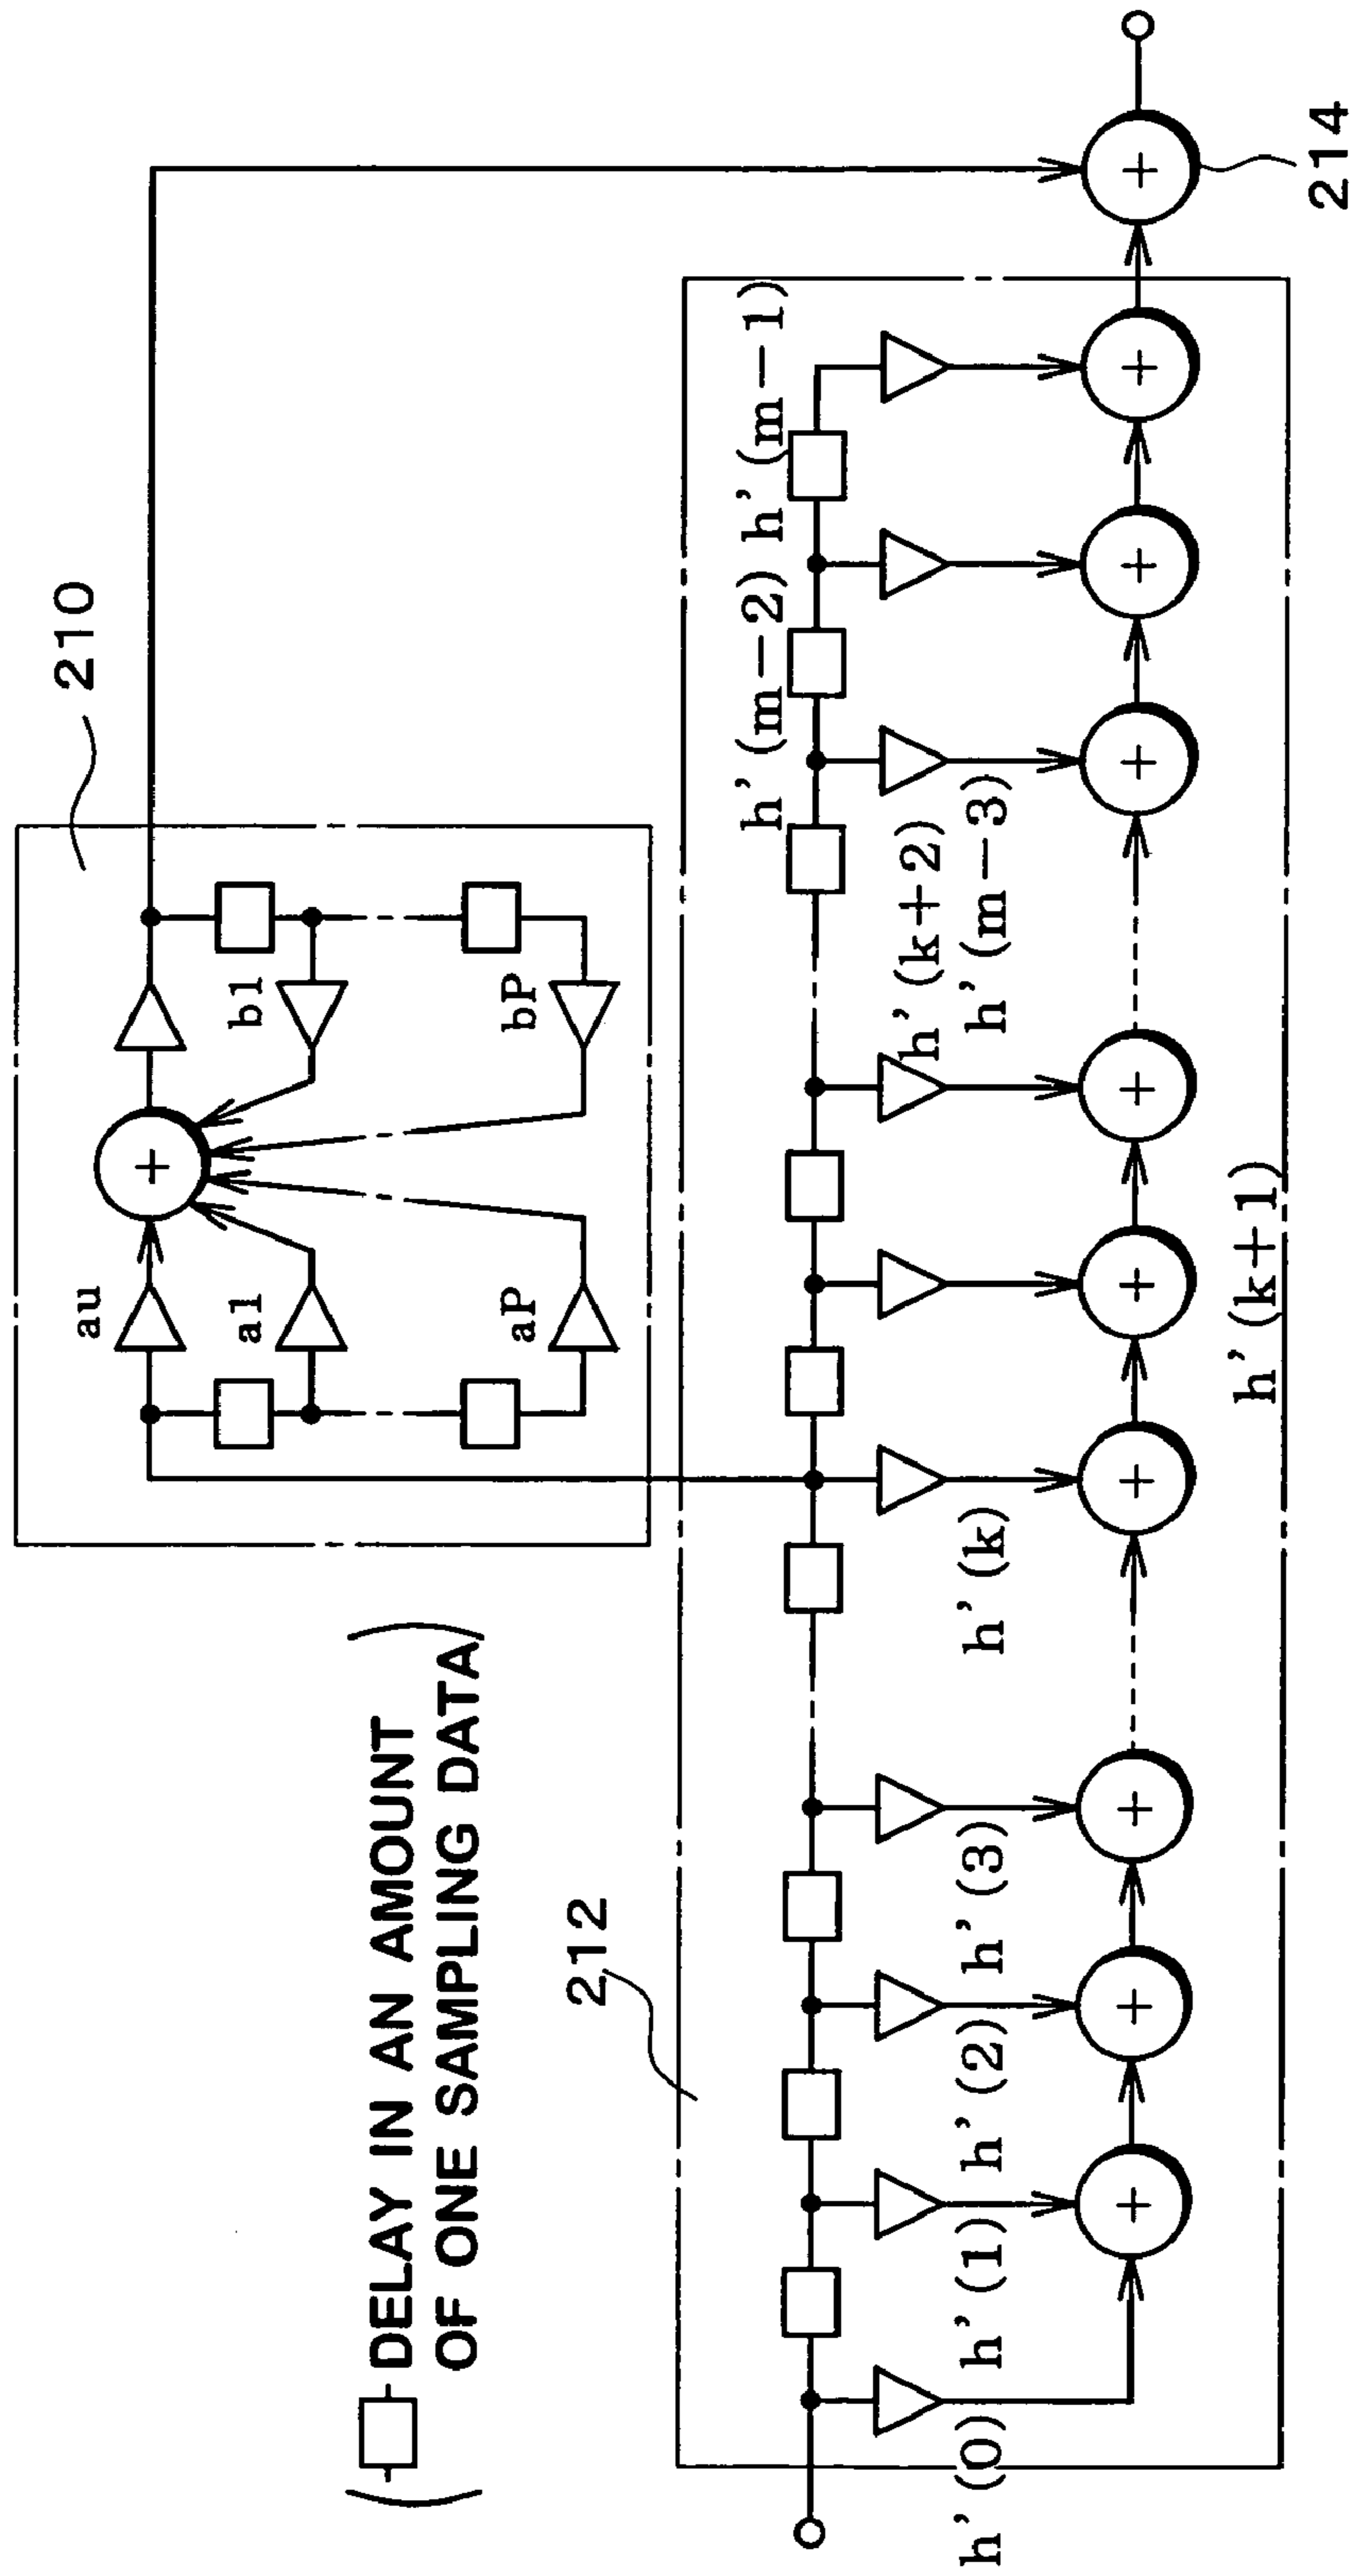 210
au
b1
a1
bP
aP
DELAY IN AN AMOUNT
OF ONE SAMPLING DATA
212
h'(m-2) h'(m-1)
h'(k+2)
h'(0) h'(1) h'(2) h'(3) h'(k) h'(m-3)
h'(k+1)
214
+
+
+
+
+
+
+
+
+
+
+